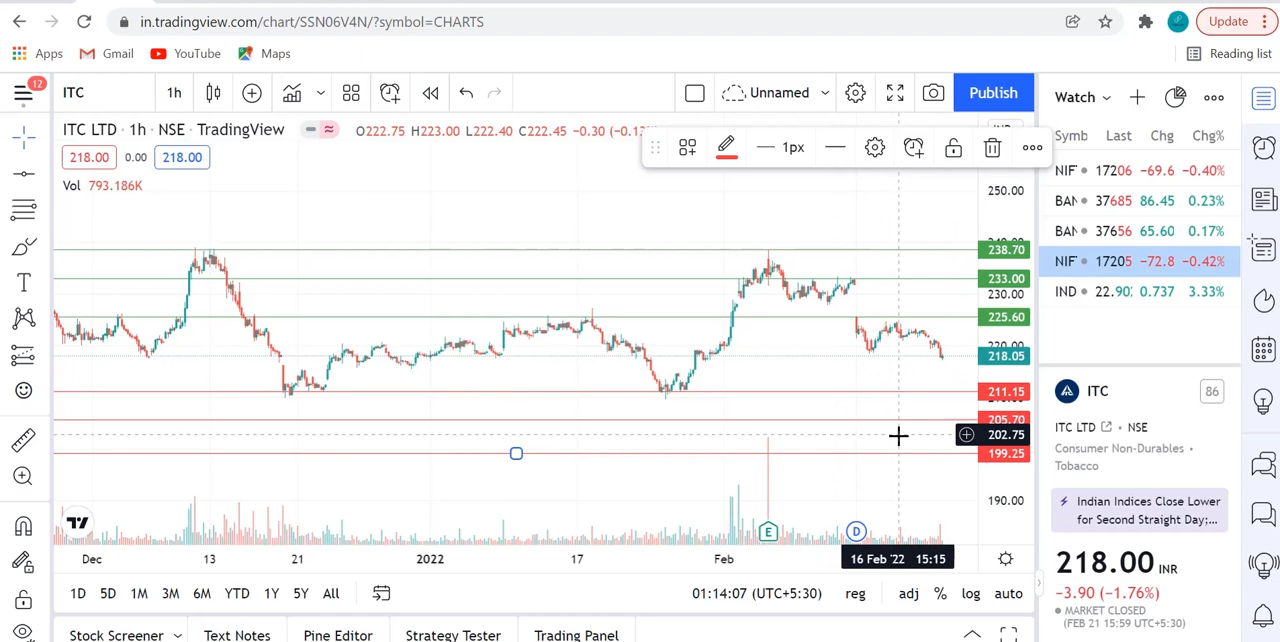 in.tradingview.com/chart/SSN06V4N/?symbol=CHARTS
Update
Apps Gmail YouTube Maps
Reading list
12
ITC 1h
Unnamed
Publish
Watch
ITC LTD · 1h · NSE · TradingView O222.75 H223.00 L222.40 C222.45 −0.30
218.00 0.00 218.00
Vol 793.186K
1px
Symb Last Chg Chg%
NIF 17206 −69.6 −0.40%
BAN 37685 86.45 0.23%
BAN 37656 65.60 0.17%
NIF 17205 −72.8 −0.42%
IND 22.90 0.737 3.33%
250.00
238.70
233.00
230.00
225.60
218.05
211.15
205.70
202.75
199.25
190.00
ITC 86
ITC LTD · NSE
Consumer Non-Durables •
Tobacco
Indian Indices Close Lower
for Second Straight Day;...
218.00 INR
−3.90 (−1.76%)
MARKET CLOSED
(FEB 21 15:59 UTC+5:30)
E D
Dec 13 21 2022 17 Feb 16 Feb '22 15:15
1D 5D 1M 3M 6M YTD 1Y 5Y All
01:14:07 (UTC+5:30) reg adj % log auto
Stock Screener Text Notes Pine Editor Strategy Tester Trading Panel